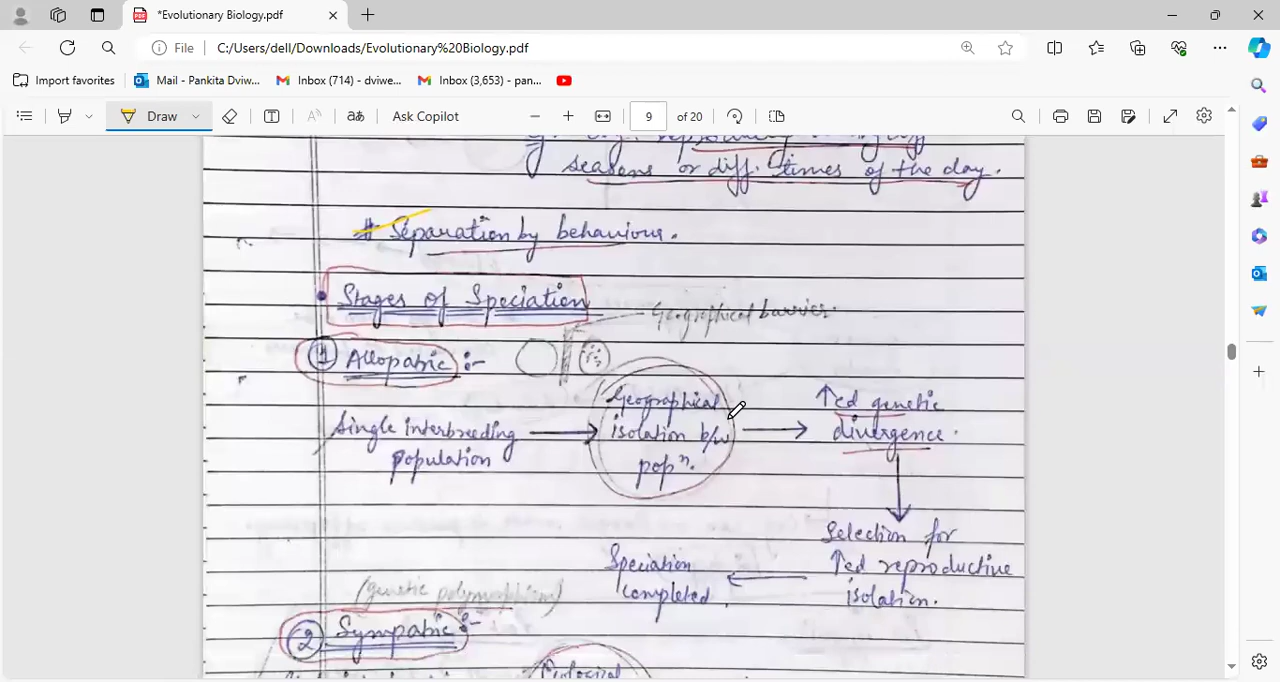 *Evolutionary Biology.pdf
File C:/Users/dell/Downloads/Evolutionary%20Biology.pdf
Import favorites Mail - Pankita Dviw... Inbox (714) - dviwe... Inbox (3,653) - pan...
Draw Ask Copilot 9 of 20
seasons or diff. times of the day.
# Separation by behaviour.
Stages of Speciation
Geographical barrier.
1 Allopatric :-
Single interbreeding population
Geographical isolation b/w popⁿ.
↑ed genetic divergence.
Selection for ↑ed reproductive isolation.
Speciation completed.
(genetic polymorphism)
2 Sympatric :-